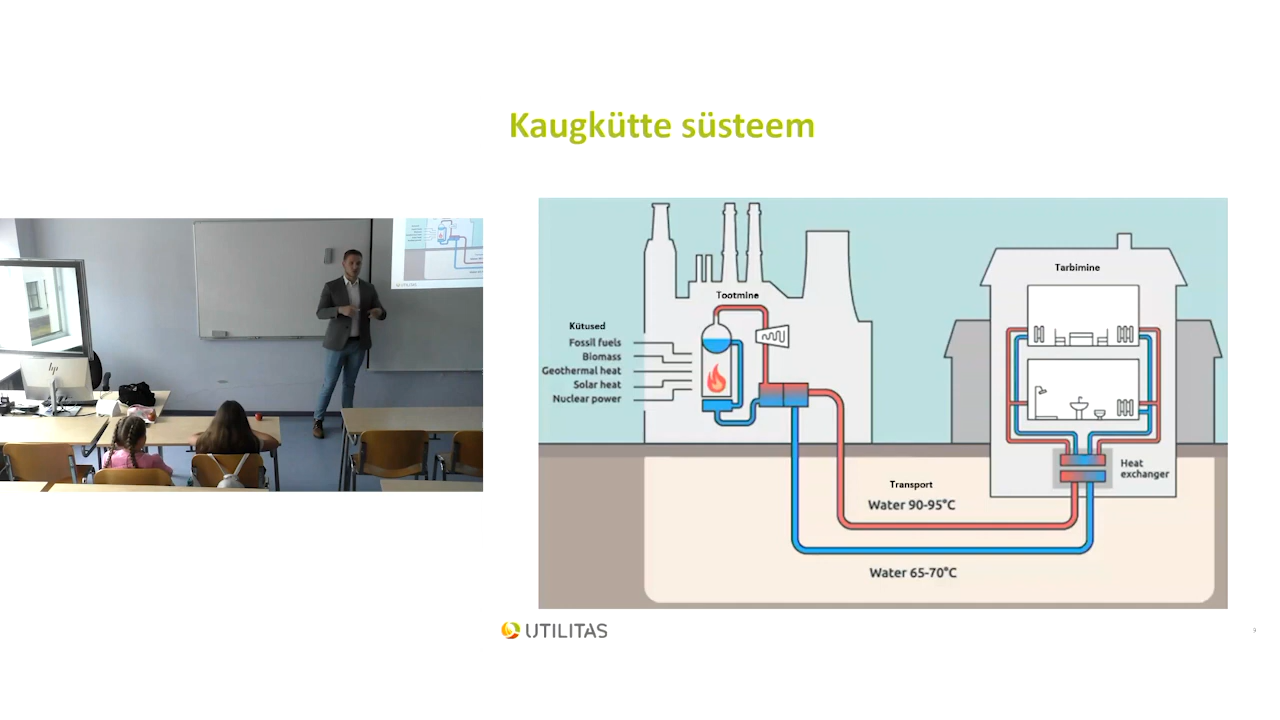 Kaugkütte süsteem
Tootmine
Kütused
Fossil fuels
Biomass
Geothermal heat
Solar heat
Nuclear power
Tarbimine
Heat
exchanger
Transport
Water 90-95°C
Water 65-70°C
UTILITAS
hp